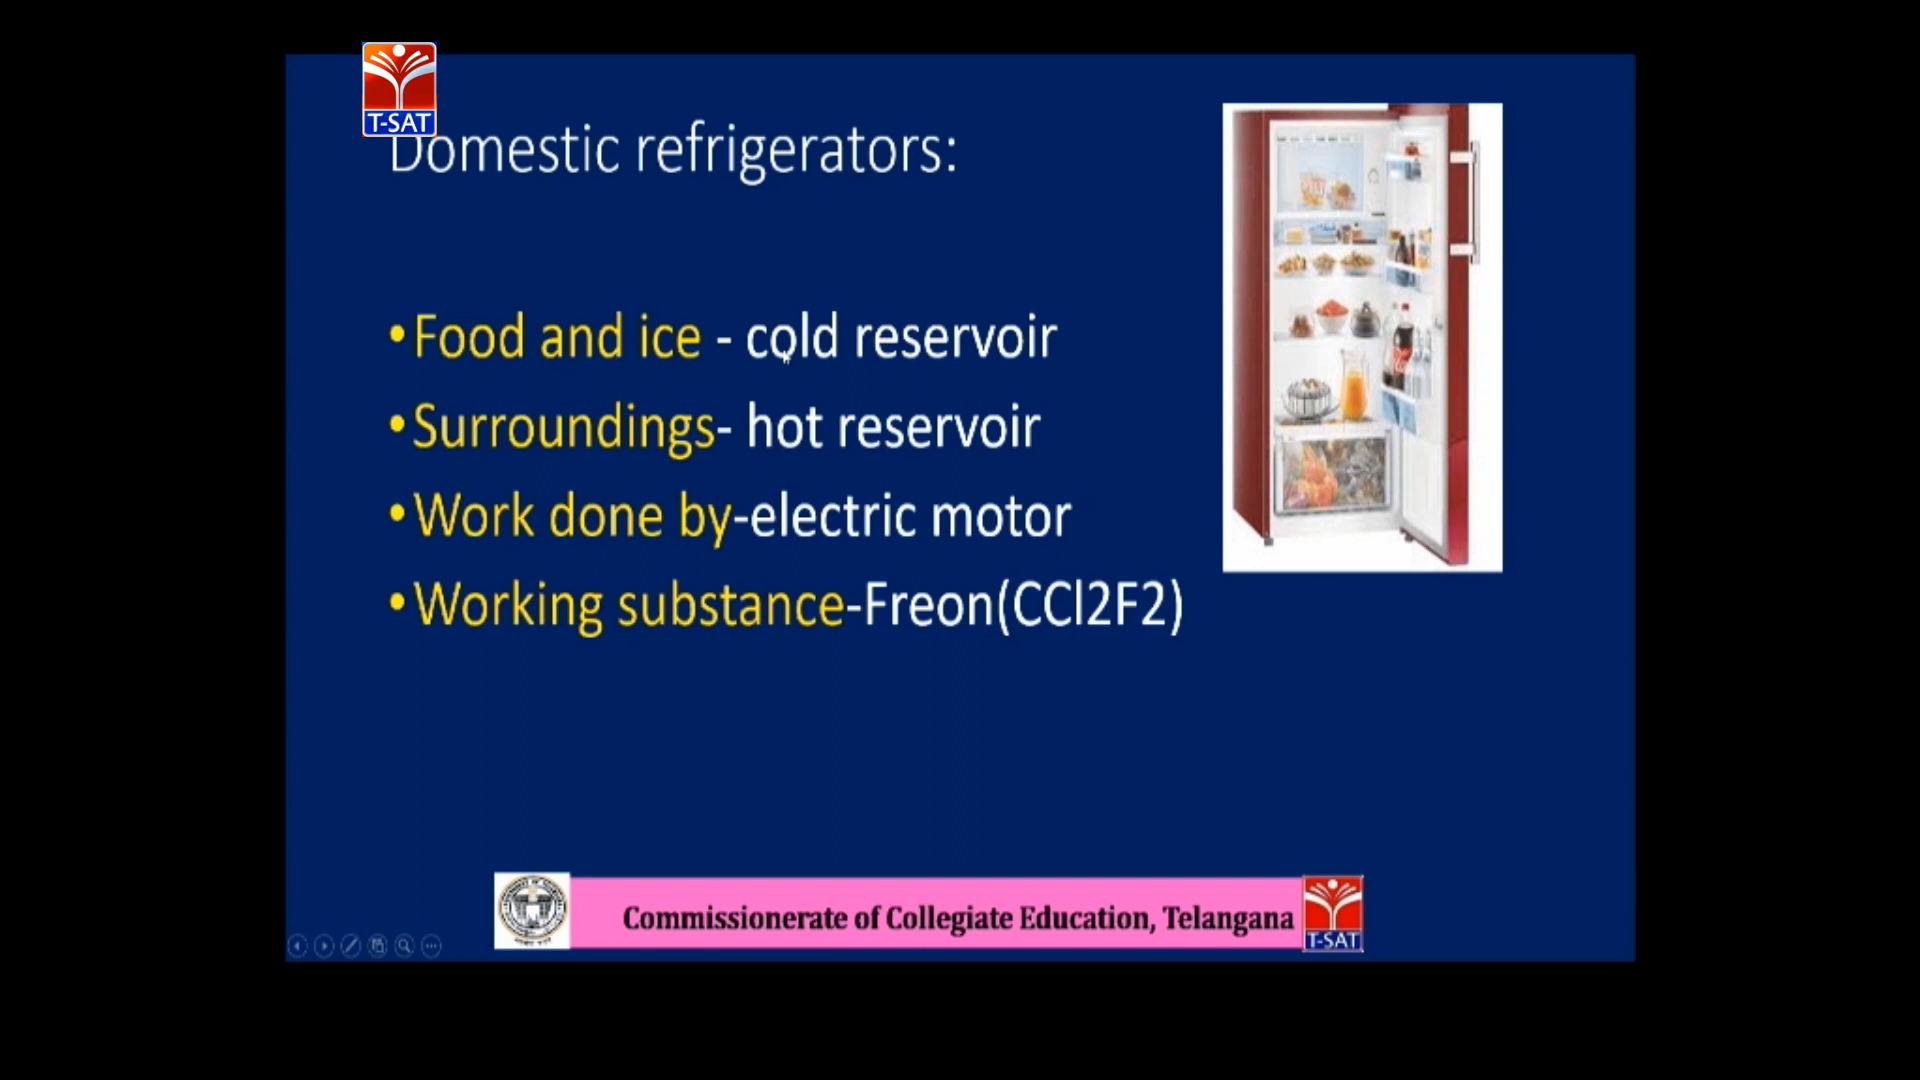 T-SAT
Domestic refrigerators:
•Food and ice - cold reservoir
•Surroundings- hot reservoir
•Work done by-electric motor
•Working substance-Freon(CCl2F2)
Commissionerate of Collegiate Education, Telangana
T-SAT